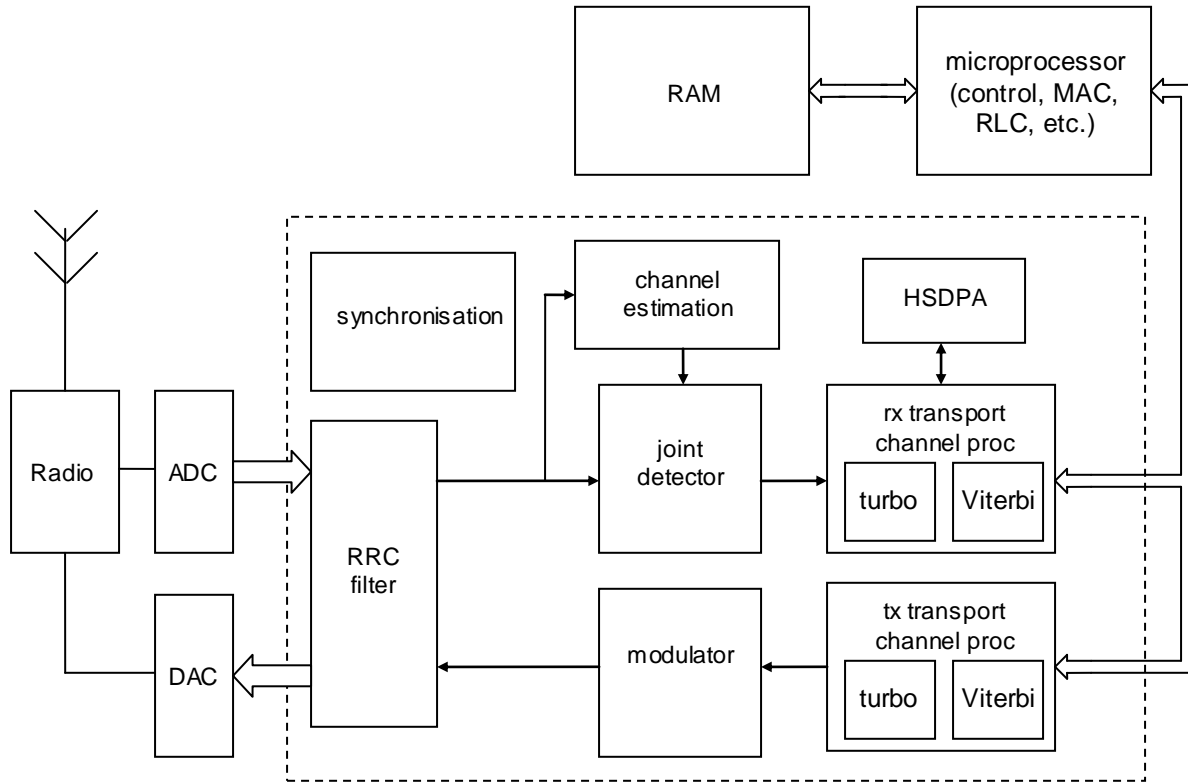 RAM
microprocessor
(control, MAC,
RLC, etc.)
synchronisation
channel
estimation
HSDPA
Radio
ADC
RRC
filter
joint
detector
rx transport
channel proc
turbo
Viterbi
DAC
modulator
tx transport
channel proc
turbo
Viterbi